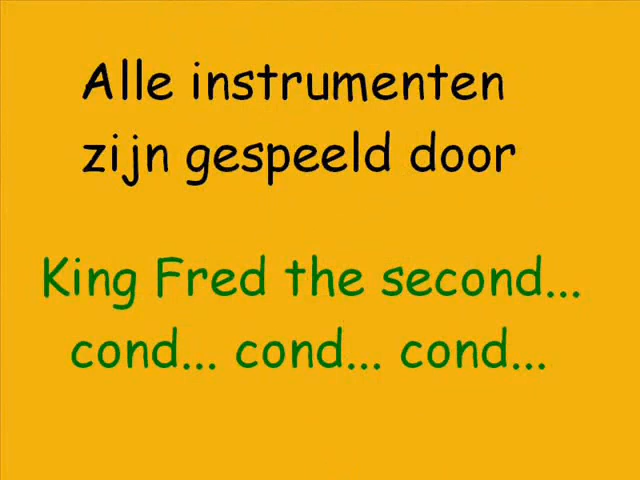 Alle instrumenten
zijn gespeeld door
King Fred the second...
cond... cond... cond...